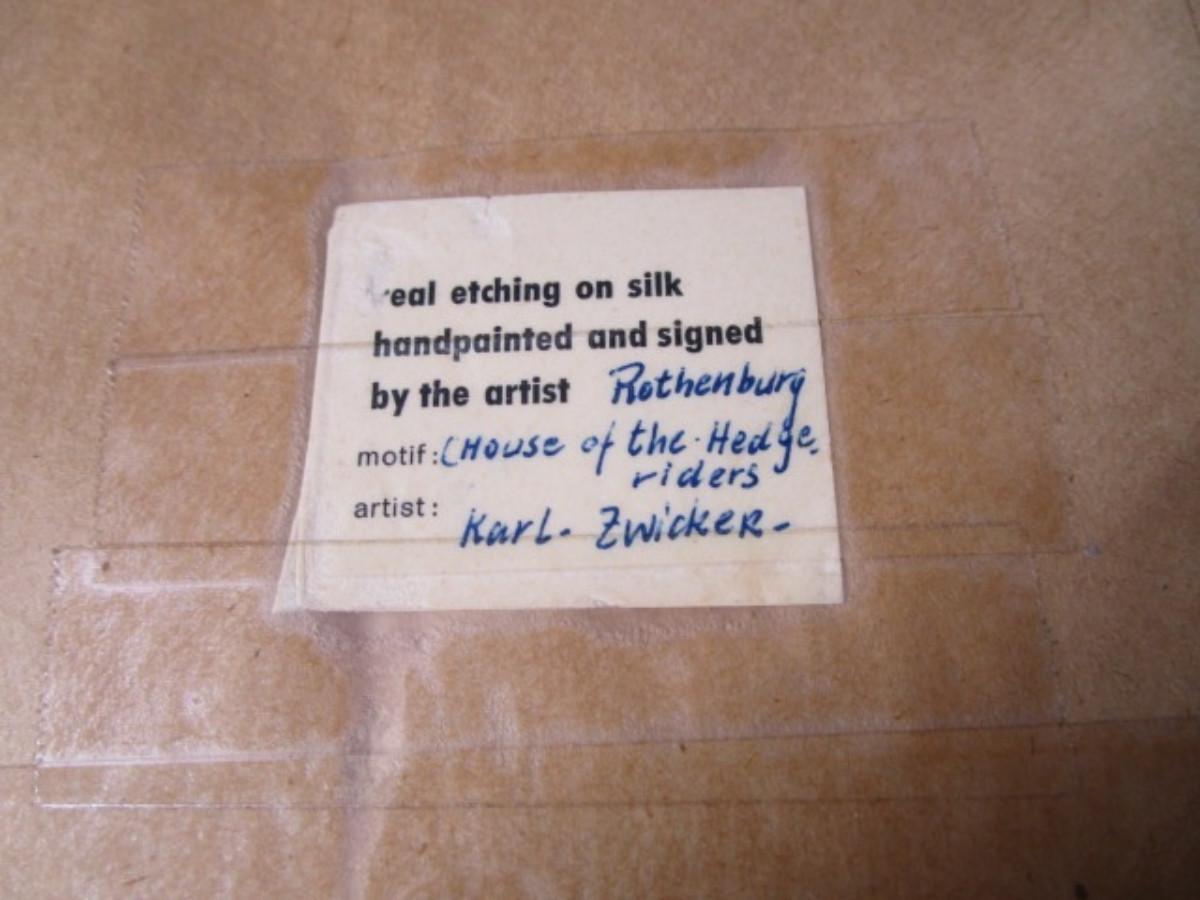 real etching on silk
handpainted and signed
by the artist Rothenburg
motif: (House of the Hedge.
riders
artist: Karl. Zwicker-